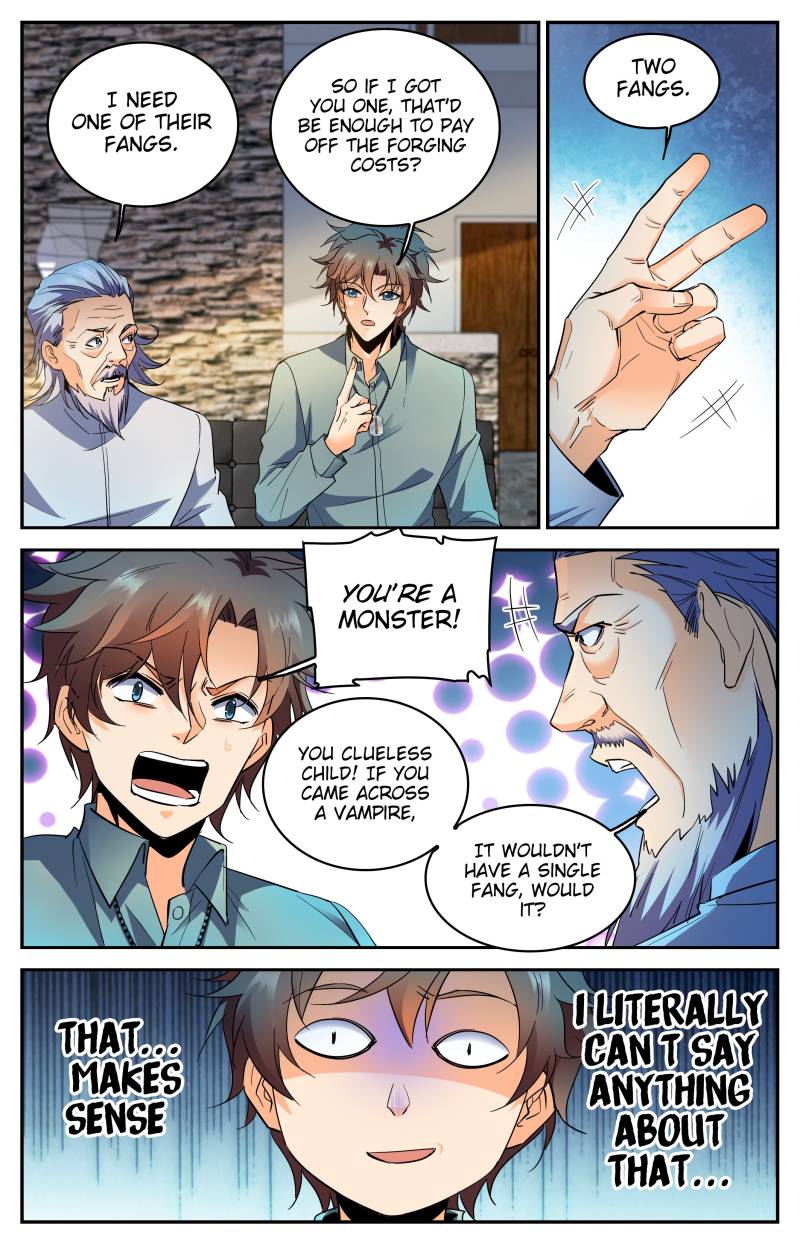 I NEED
ONE OF THEIR
FANGS.
SO IF I GOT
YOU ONE, THAT'D
BE ENOUGH TO PAY
OFF THE FORGING
COSTS?
TWO
FANGS.
YOU'RE A
MONSTER!
YOU CLUELESS
CHILD! IF YOU
CAME ACROSS
A VAMPIRE,
IT WOULDN'T
HAVE A SINGLE
FANG, WOULD
IT?
THAT...
MAKES
SENSE
I LITERALLY
CAN T SAY
ANYTHING
ABOUT
THAT...